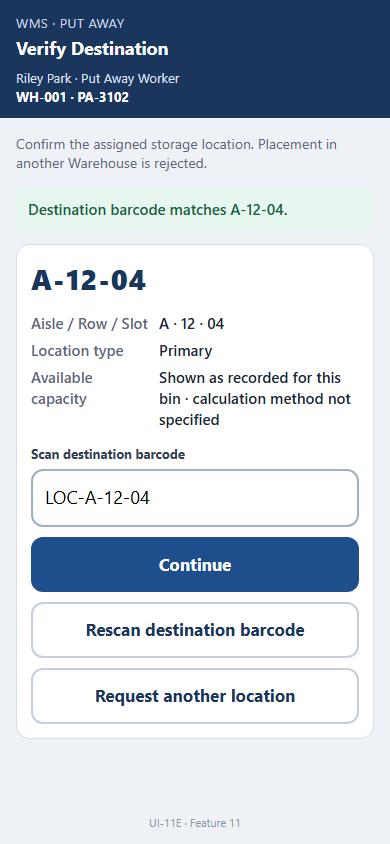 WMS · PUT AWAY
Verify Destination
Riley Park · Put Away Worker
WH-001 · PA-3102
Confirm the assigned storage location. Placement in
another Warehouse is rejected.
Destination barcode matches A-12-04.
A-12-04
Aisle / Row / Slot A · 12 · 04
Location type Primary
Available capacity Shown as recorded for this
bin · calculation method not
specified
Scan destination barcode
LOC-A-12-04
Continue
Rescan destination barcode
Request another location
UI-11E · Feature 11